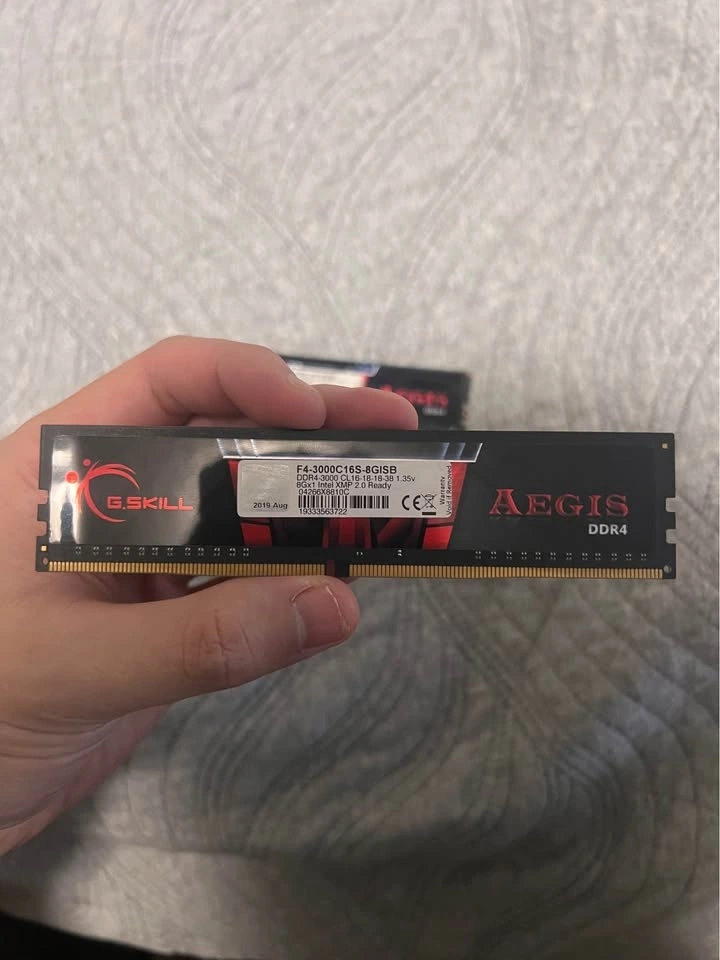 AEGIS
G.SKILL
F4-3000C16S-8GISB
DDR4-3000 CL16-18-18-38 1.35v
8Gx1 Intel XMP 2.0 Ready
04266X8810C
2019 Aug
19333563722
CE
Warranty
Void If Removed
AEGIS
DDR4